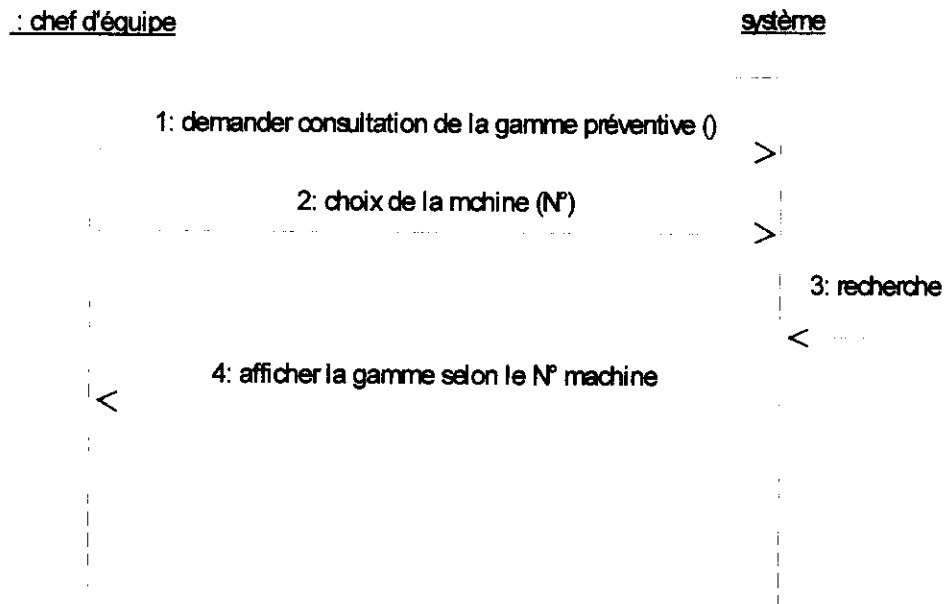 : chef d'équipe
système
1: demander consultation de la gamme préventive ()
2: choix de la mchine (N°)
3: recherche
4: afficher la gamme selon le N° machine